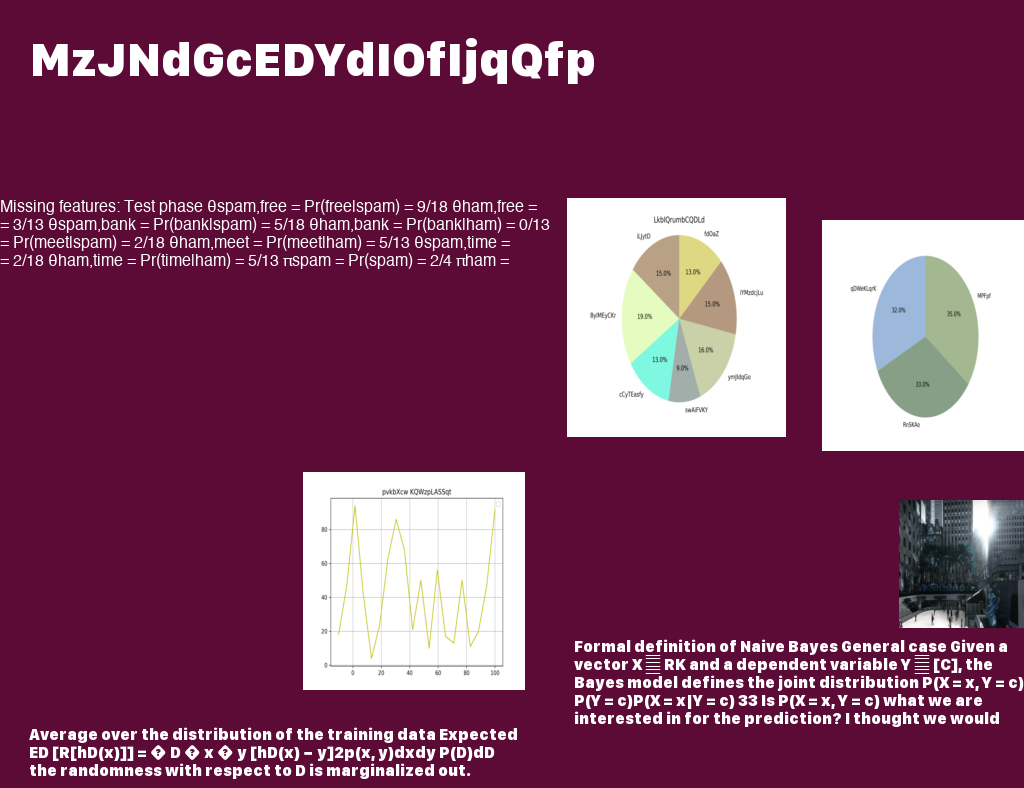 MzJNdGcEDYdIOfIjqQfp
Missing features: Test phase θspam,free = Pr(free|spam) = 9/18 θham,free =
= 3/13 θspam,bank = Pr(bank|spam) = 5/18 θham,bank = Pr(bank|ham) = 0/13
= Pr(meet|spam) = 2/18 θham,meet = Pr(meet|ham) = 5/13 θspam,time =
= 2/18 θham,time = Pr(time|ham) = 5/13 πspam = Pr(spam) = 2/4 πham =
LkbIQrumbCQDLd
iLJytD
fdOaZ
15.0%
13.0%
15.0%
ByIMEyCKr
19.0%
16.0%
13.0%
9.0%
ymJldqGo
cCyTEasfy
swAiFVKY
qDWeKLqrK
MPFpf
32.0%
35.0%
33.0%
RnSKAo
pvkbXcw KQWzpLASSqt
80
60
40
20
0
0 20 40 60 80 100
Formal definition of Naive Bayes General case Given a
vector X RK and a dependent variable Y [C], the
Bayes model defines the joint distribution P(X = x, Y = c)
P(Y = c)P(X = x|Y = c) 33 Is P(X = x, Y = c) what we are
interested in for the prediction? I thought we would
Average over the distribution of the training data Expected
ED [R[hD(x)]] = � D � x � y [hD(x) − y]2p(x, y)dxdy P(D)dD
the randomness with respect to D is marginalized out.